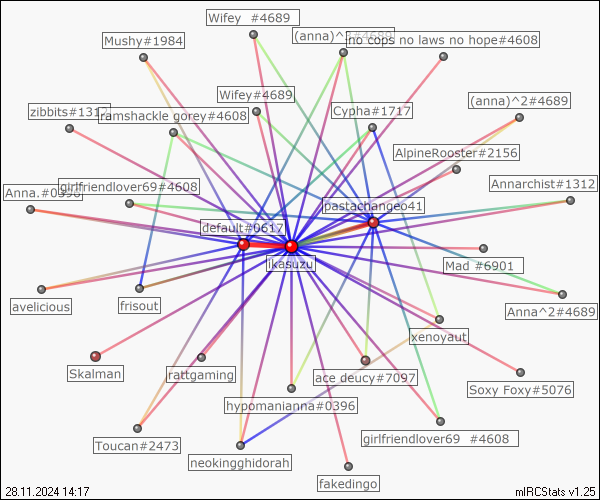 Wifey  #4689
(anna)^2#4689
no cops no laws no hope#4608
Mushy#1984
Wifey#4689
(anna)^2#4689
zibbits#1312
ramshackle gorey#4608
Cypha#1717
AlpineRooster#2156
Anna.#0996
girlfriendlover69#4608
Annarchist#1312
pastachangeo41
default#0617
ikasuzu
Mad #6901
avelicious
frisout
Anna^2#4689
xenoyaut
Skalman
rattgaming
ace deucy#7097
Soxy Foxy#5076
hypomanianna#0396
Toucan#2473
girlfriendlover69  #4608
neokingghidorah
fakedingo
28.11.2024 14:17
mIRCStats v1.25